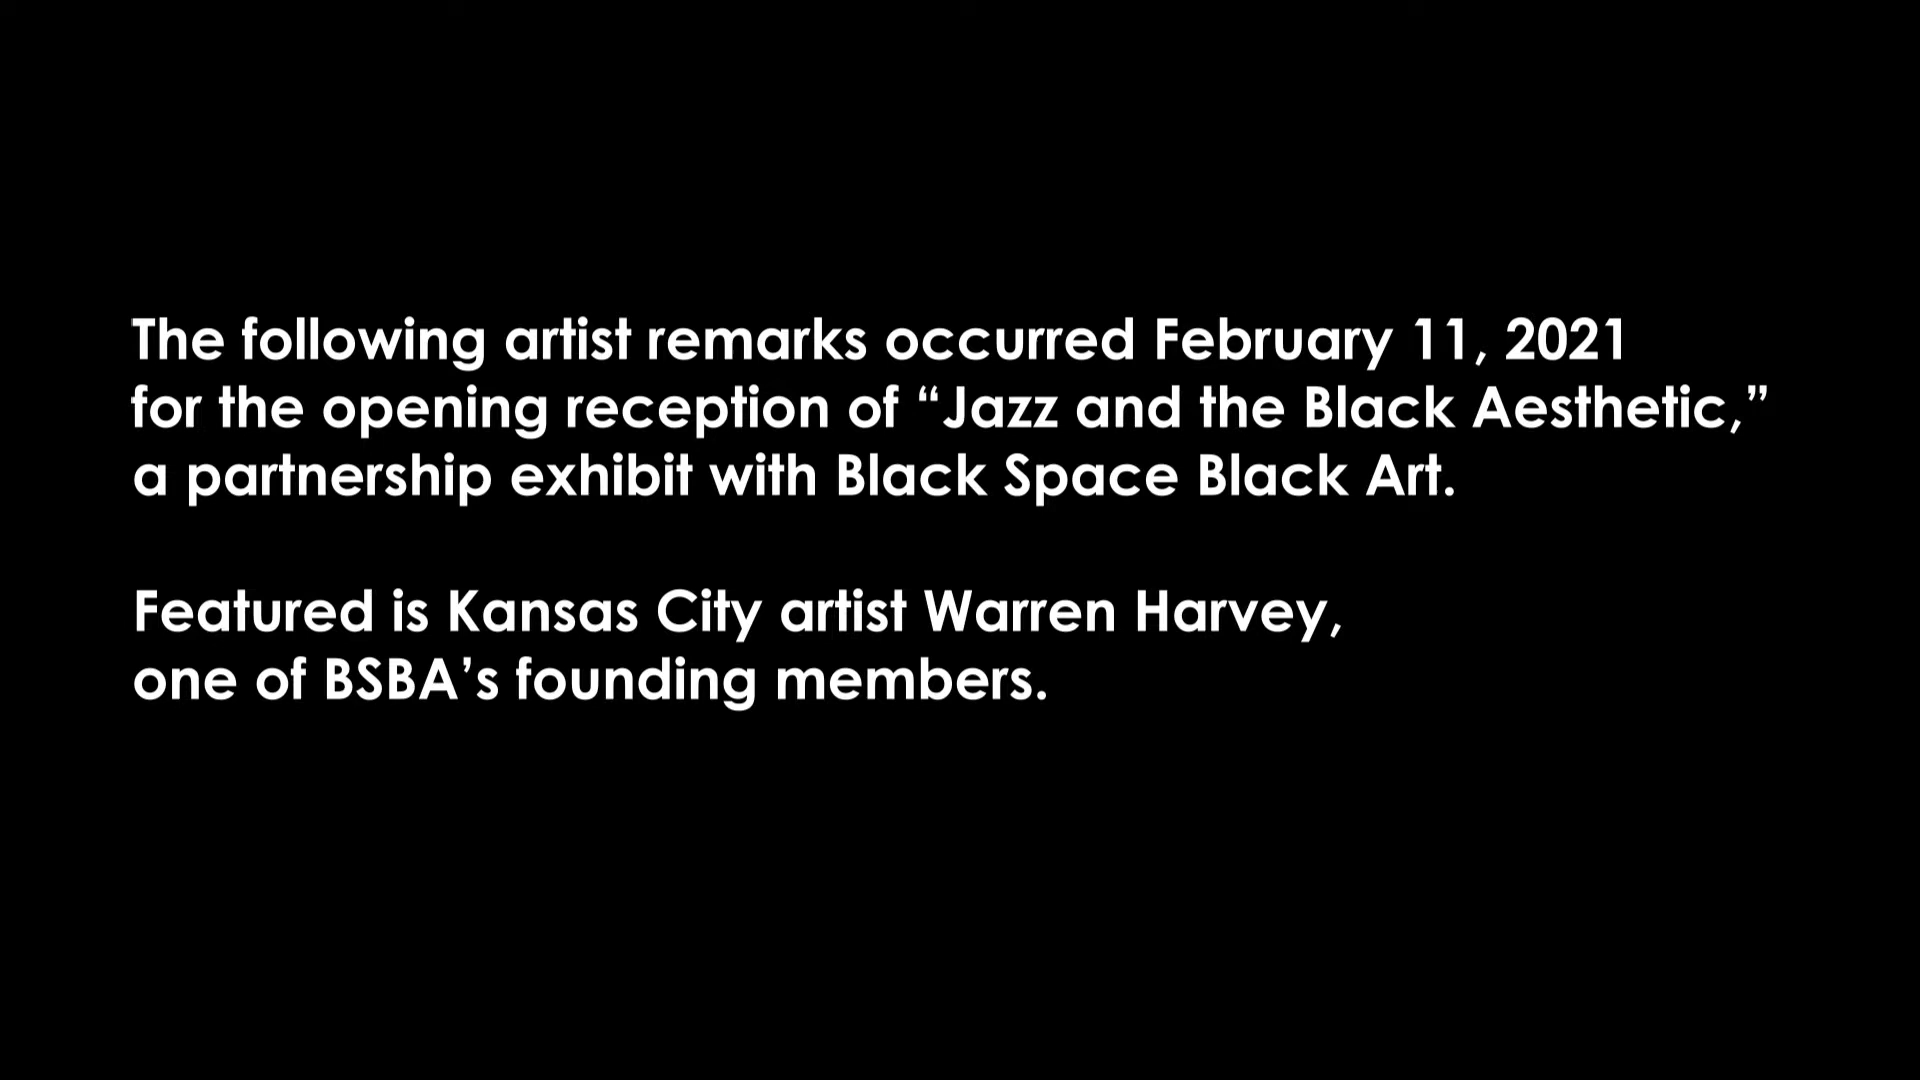 The following artist remarks occurred February 11, 2021
for the opening reception of “Jazz and the Black Aesthetic,”
a partnership exhibit with Black Space Black Art.
Featured is Kansas City artist Warren Harvey,
one of BSBA’s founding members.